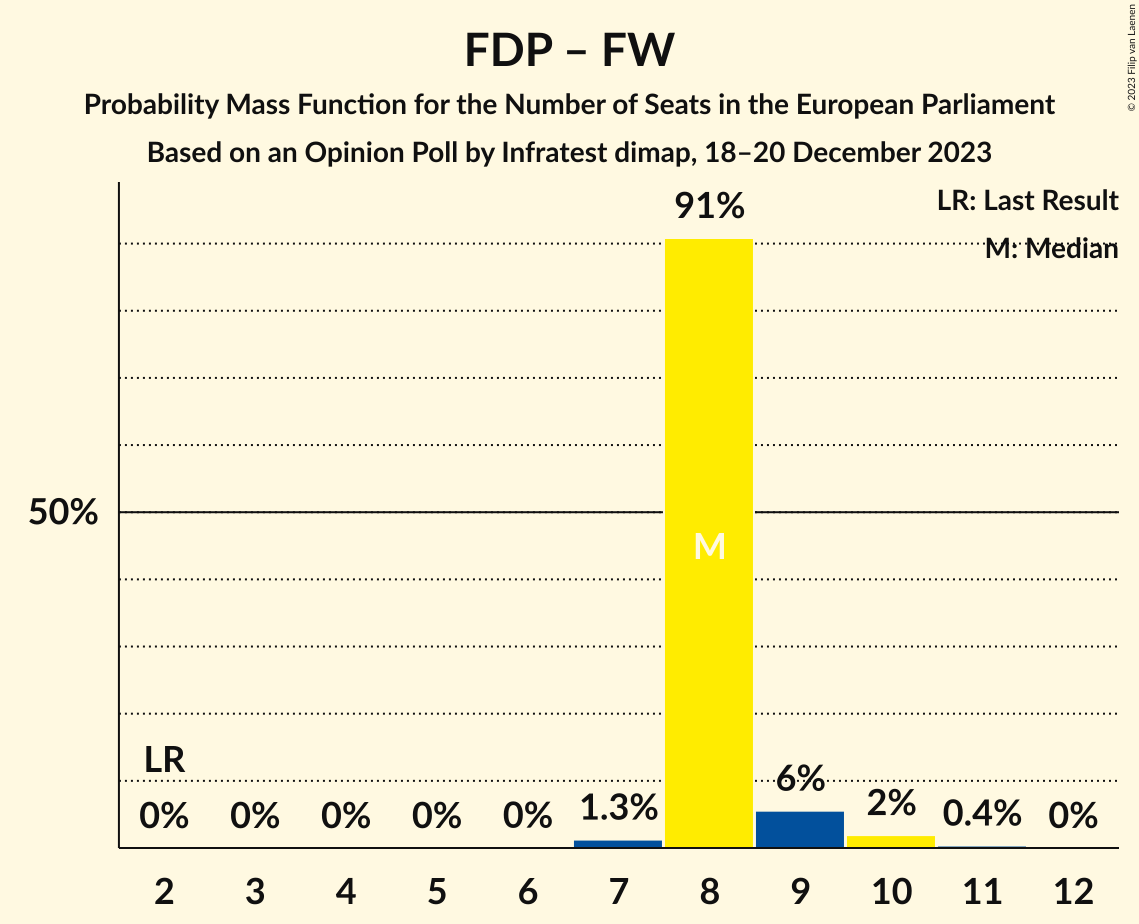 FDP – FW
Probability Mass Function for the Number of Seats in the European Parliament
Based on an Opinion Poll by Infratest dimap, 18–20 December 2023
© 2023 Filip van Laenen
LR: Last Result
M: Median
91%
50%
M
LR
0% 0% 0% 0% 0% 1.3% 6% 2% 0.4% 0%
2 3 4 5 6 7 8 9 10 11 12